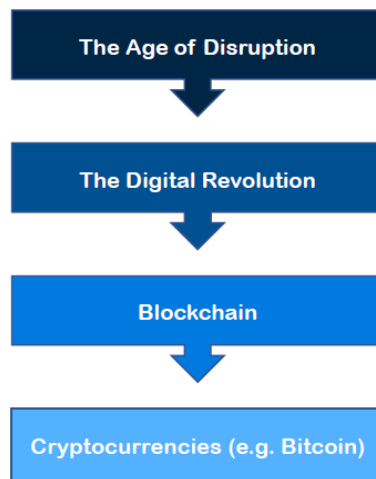 The Age of Disruption
The Digital Revolution
Blockchain
Cryptocurrencies (e.g. Bitcoin)